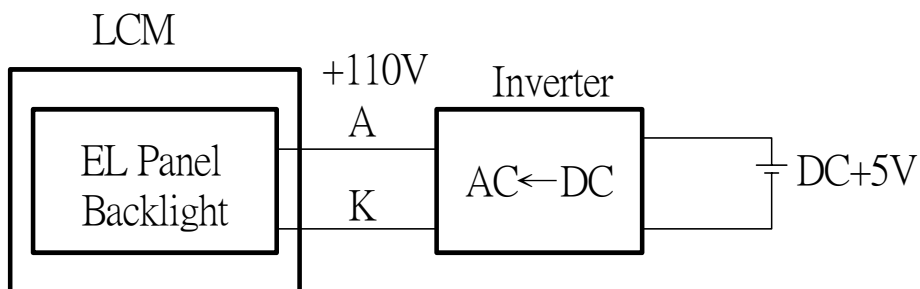 LCM
+110V
Inverter
A
EL Panel
Backlight
AC←DC
DC+5V
K